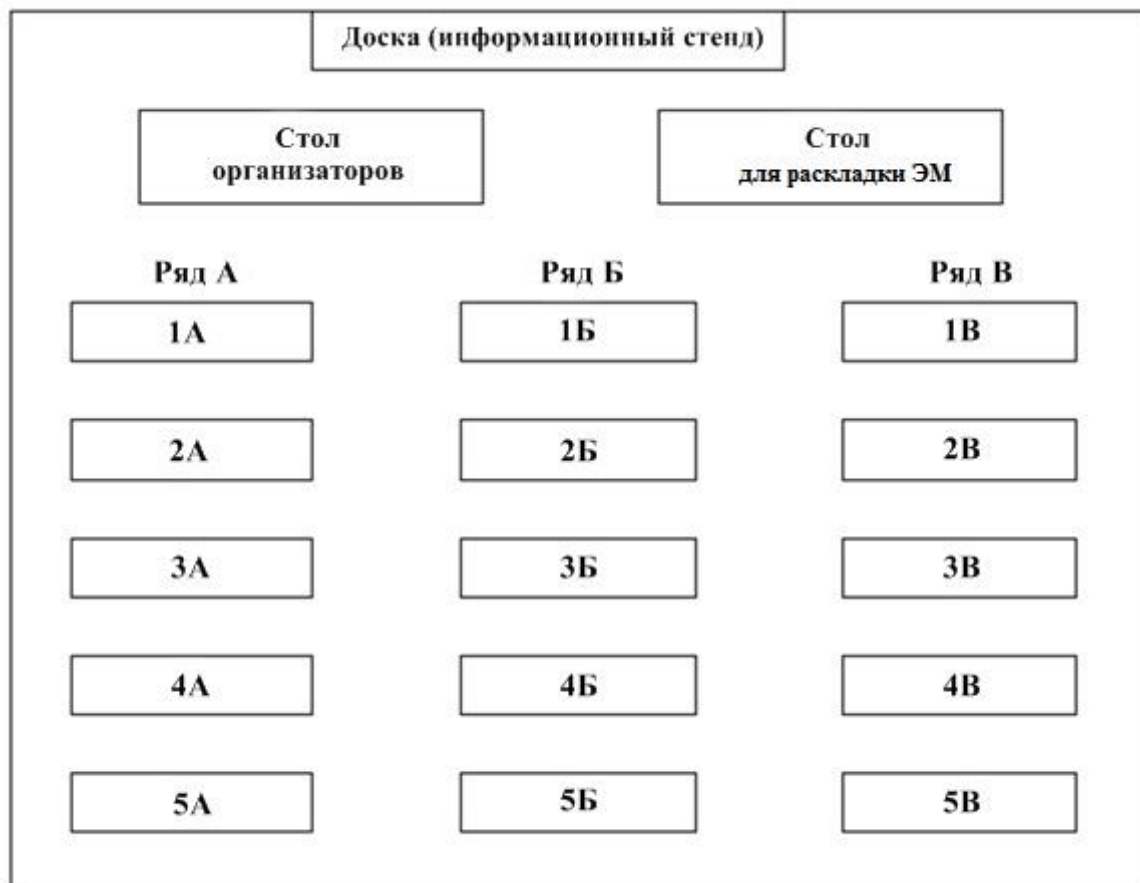 Доска (информационный стенд)
Стол
организаторов
Стол
для раскладки ЭМ
Ряд А
Ряд Б
Ряд В
1А
1Б
1В
2А
2Б
2В
3А
3Б
3В
4А
4Б
4В
5А
5Б
5В